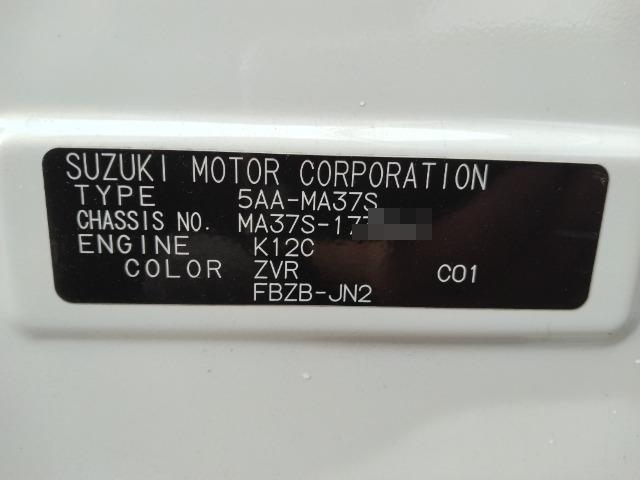 SUZUKI MOTOR CORPORATION
TYPE 5AA-MA37S
CHASSIS NO. MA37S-17
ENGINE K12C
COLOR ZVR C01
FBZB-JN2